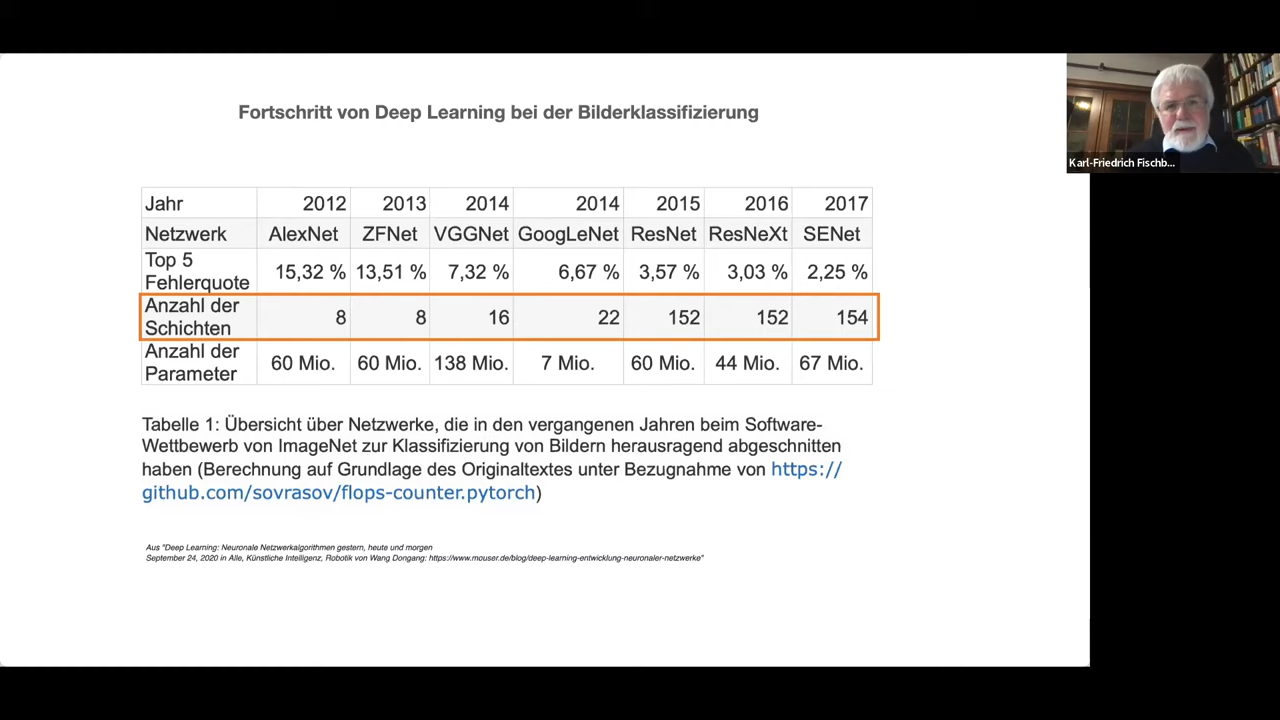 Fortschritt von Deep Learning bei der Bilderklassifizierung
Karl-Friedrich Fischb...
Jahr 2012 2013 2014 2014 2015 2016 2017
Netzwerk AlexNet ZFNet VGGNet GoogLeNet ResNet ResNeXt SENet
Top 5
Fehlerquote 15,32 % 13,51 % 7,32 % 6,67 % 3,57 % 3,03 % 2,25 %
Anzahl der
Schichten 8 8 16 22 152 152 154
Anzahl der
Parameter 60 Mio. 60 Mio. 138 Mio. 7 Mio. 60 Mio. 44 Mio. 67 Mio.
Tabelle 1: Übersicht über Netzwerke, die in den vergangenen Jahren beim Software-
Wettbewerb von ImageNet zur Klassifizierung von Bildern herausragend abgeschnitten
haben (Berechnung auf Grundlage des Originaltextes unter Bezugnahme von https://
github.com/sovrasov/flops-counter.pytorch)
Aus "Deep Learning: Neuronale Netzwerkalgorithmen gestern, heute und morgen
September 24, 2020 in Alle, Künstliche Intelligenz, Robotik von Wang Dongang: https://www.mouser.de/blog/deep-learning-entwicklung-neuronaler-netzwerke"